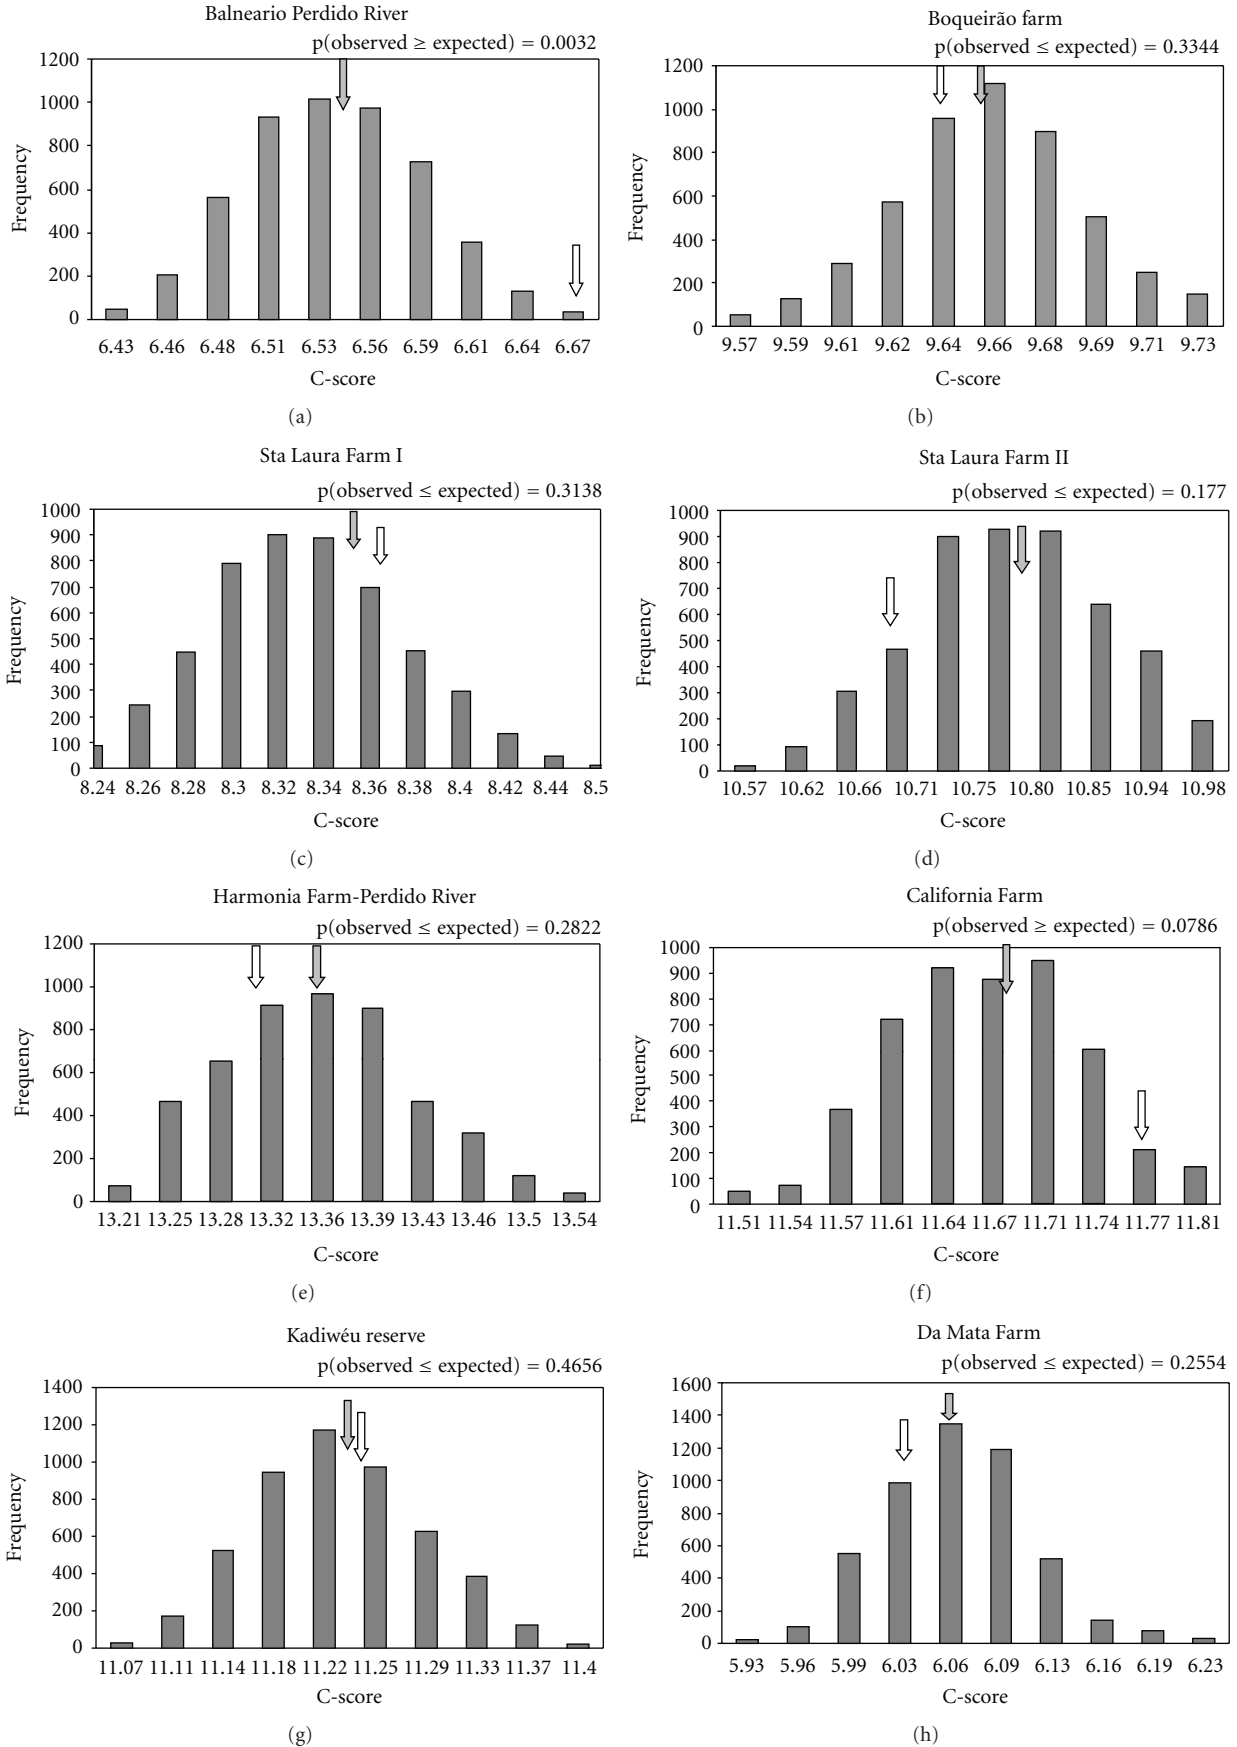 Balneario Perdido River
p(observed ≥ expected) = 0.0032
1200
1000
800
600
400
200
0
Frequency
6.43 6.46 6.48 6.51 6.53 6.56 6.59 6.61 6.64 6.67
C-score
(a)
Boqueirão farm
p(observed ≤ expected) = 0.3344
1200
1000
800
600
400
200
0
Frequency
9.57 9.59 9.61 9.62 9.64 9.66 9.68 9.69 9.71 9.73
C-score
(b)
Sta Laura Farm I
p(observed ≤ expected) = 0.3138
1000
900
800
700
600
500
400
300
200
100
0
Frequency
8.24 8.26 8.28 8.3 8.32 8.34 8.36 8.38 8.4 8.42 8.44 8.5
C-score
(c)
Sta Laura Farm II
p(observed ≤ expected) = 0.177
1000
900
800
700
600
500
400
300
200
100
0
Frequency
10.57 10.62 10.66 10.71 10.75 10.80 10.85 10.94 10.98
C-score
(d)
Harmonia Farm-Perdido River
p(observed ≤ expected) = 0.2822
1200
1000
800
600
400
200
0
Frequency
13.21 13.25 13.28 13.32 13.36 13.39 13.43 13.46 13.5 13.54
C-score
(e)
California Farm
p(observed ≥ expected) = 0.0786
1000
900
800
700
600
500
400
300
200
100
0
Frequency
11.51 11.54 11.57 11.61 11.64 11.67 11.71 11.74 11.77 11.81
C-score
(f)
Kadiwéu reserve
p(observed ≤ expected) = 0.4656
1400
1200
1000
800
600
400
200
0
Frequency
11.07 11.11 11.14 11.18 11.22 11.25 11.29 11.33 11.37 11.4
C-score
(g)
Da Mata Farm
p(observed ≤ expected) = 0.2554
1600
1400
1200
1000
800
600
400
200
0
Frequency
5.93 5.96 5.99 6.03 6.06 6.09 6.13 6.16 6.19 6.23
C-score
(h)